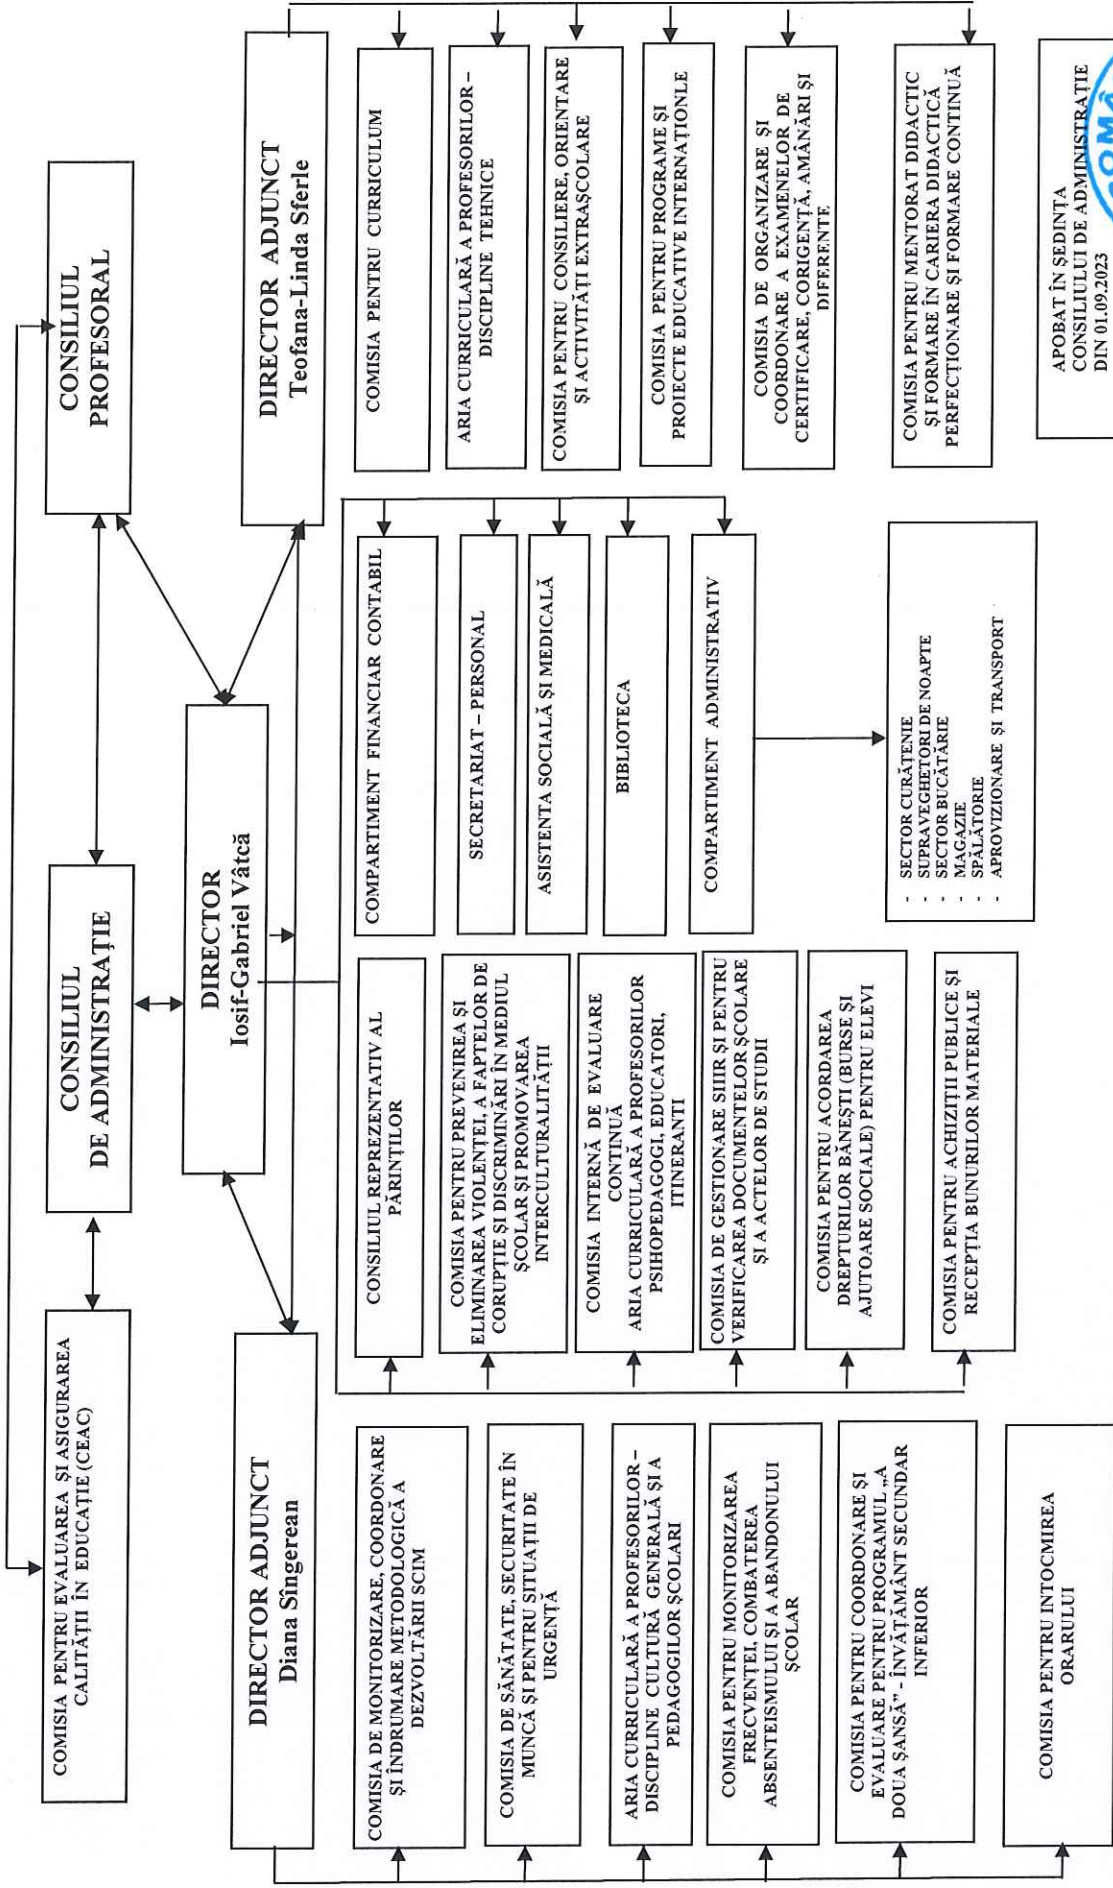 COMISIA PENTRU EVALUAREA ȘI ASIGURAREA
CALITĂȚII ÎN EDUCAȚIE (CEAC)
CONSILIUL
DE ADMINISTRAȚIE
CONSILIUL
PROFESORAL
DIRECTOR
Iosif-Gabriel Vâtcă
DIRECTOR ADJUNCT
Diana Sîngerean
DIRECTOR ADJUNCT
Teofana-Linda Sferle
COMISIA DE MONITORIZARE, COORDONARE
ȘI ÎNDRUMARE METODOLOGICĂ A
DEZVOLTĂRII SCIM
COMISIA DE SĂNĂTATE, SECURITATE ÎN
MUNCĂ ȘI PENTRU SITUAȚII DE
URGENȚĂ
ARIA CURRICULARĂ A PROFESORILOR –
DISCIPLINE CULTURĂ GENERALĂ ȘI A
PEDAGOGILOR ȘCOLARI
COMISIA PENTRU MONITORIZAREA
FRECVENȚEI, COMBATEREA
ABSENTEISMULUI ȘI A ABANDONULUI
ȘCOLAR
COMISIA PENTRU COORDONARE ȘI
EVALUARE PENTRU PROGRAMUL „A
DOUA ȘANSĂ" - ÎNVĂȚĂMÂNT SECUNDAR
INFERIOR
COMISIA PENTRU INTOCMIREA
ORARULUI
CONSILIUL REPREZENTATIV AL
PĂRINȚILOR
COMISIA PENTRU PREVENIREA ȘI
ELIMINAREA VIOLENȚEI, A FAPTELOR DE
CORUPȚIE ȘI DISCRIMINĂRI ÎN MEDIUL
ȘCOLAR ȘI PROMOVAREA
INTERCULTURALITĂȚII
COMISIA INTERNĂ DE EVALUARE
CONTINUĂ
ARIA CURRICULARĂ A PROFESORILOR
PSIHOPEDAGOGI, EDUCATORI,
ITINERANTI
COMISIA DE GESTIONARE SIIIR ȘI PENTRU
VERIFICAREA DOCUMENTELOR ȘCOLARE
ȘI A ACTELOR DE STUDII
COMISIA PENTRU ACORDAREA
DREPTURILOR BĂNEȘTI (BURSE ȘI
AJUTOARE SOCIALE) PENTRU ELEVI
COMISIA PENTRU ACHIZIȚII PUBLICE ȘI
RECEPȚIA BUNURILOR MATERIALE
COMPARTIMENT FINANCIAR CONTABIL
SECRETARIAT – PERSONAL
ASISTENTA SOCIALĂ ȘI MEDICALĂ
BIBLIOTECA
COMPARTIMENT ADMINISTRATIV
- SECTOR CURĂȚENIE
- SUPRAVEGHETORI DE NOAPTE
- SECTOR BUCĂTĂRIE
- MAGAZIE
- SPĂLĂTORIE
- APROVIZIONARE ȘI TRANSPORT
COMISIA PENTRU CURRICULUM
ARIA CURRICULARĂ A PROFESORILOR –
DISCIPLINE TEHNICE
COMISIA PENTRU CONSILIERE, ORIENTARE
ȘI ACTIVITĂȚI EXTRAȘCOLARE
COMISIA PENTRU PROGRAME ȘI
PROIECTE EDUCATIVE INTERNAȚIONLE
COMISIA DE ORGANIZARE ȘI
COORDONARE A EXAMENELOR DE
CERTIFICARE, CORIGENȚĂ, AMÂNĂRI ȘI
DIFERENTE
COMISIA PENTRU MENTORAT DIDACTIC
ȘI FORMARE ÎN CARIERA DIDACTICĂ
PERFECȚIONARE ȘI FORMARE CONTINUĂ
APOBAT ÎN ȘEDINȚA
CONSILIULUI DE ADMINISTRAȚIE
DIN 01.09.2023